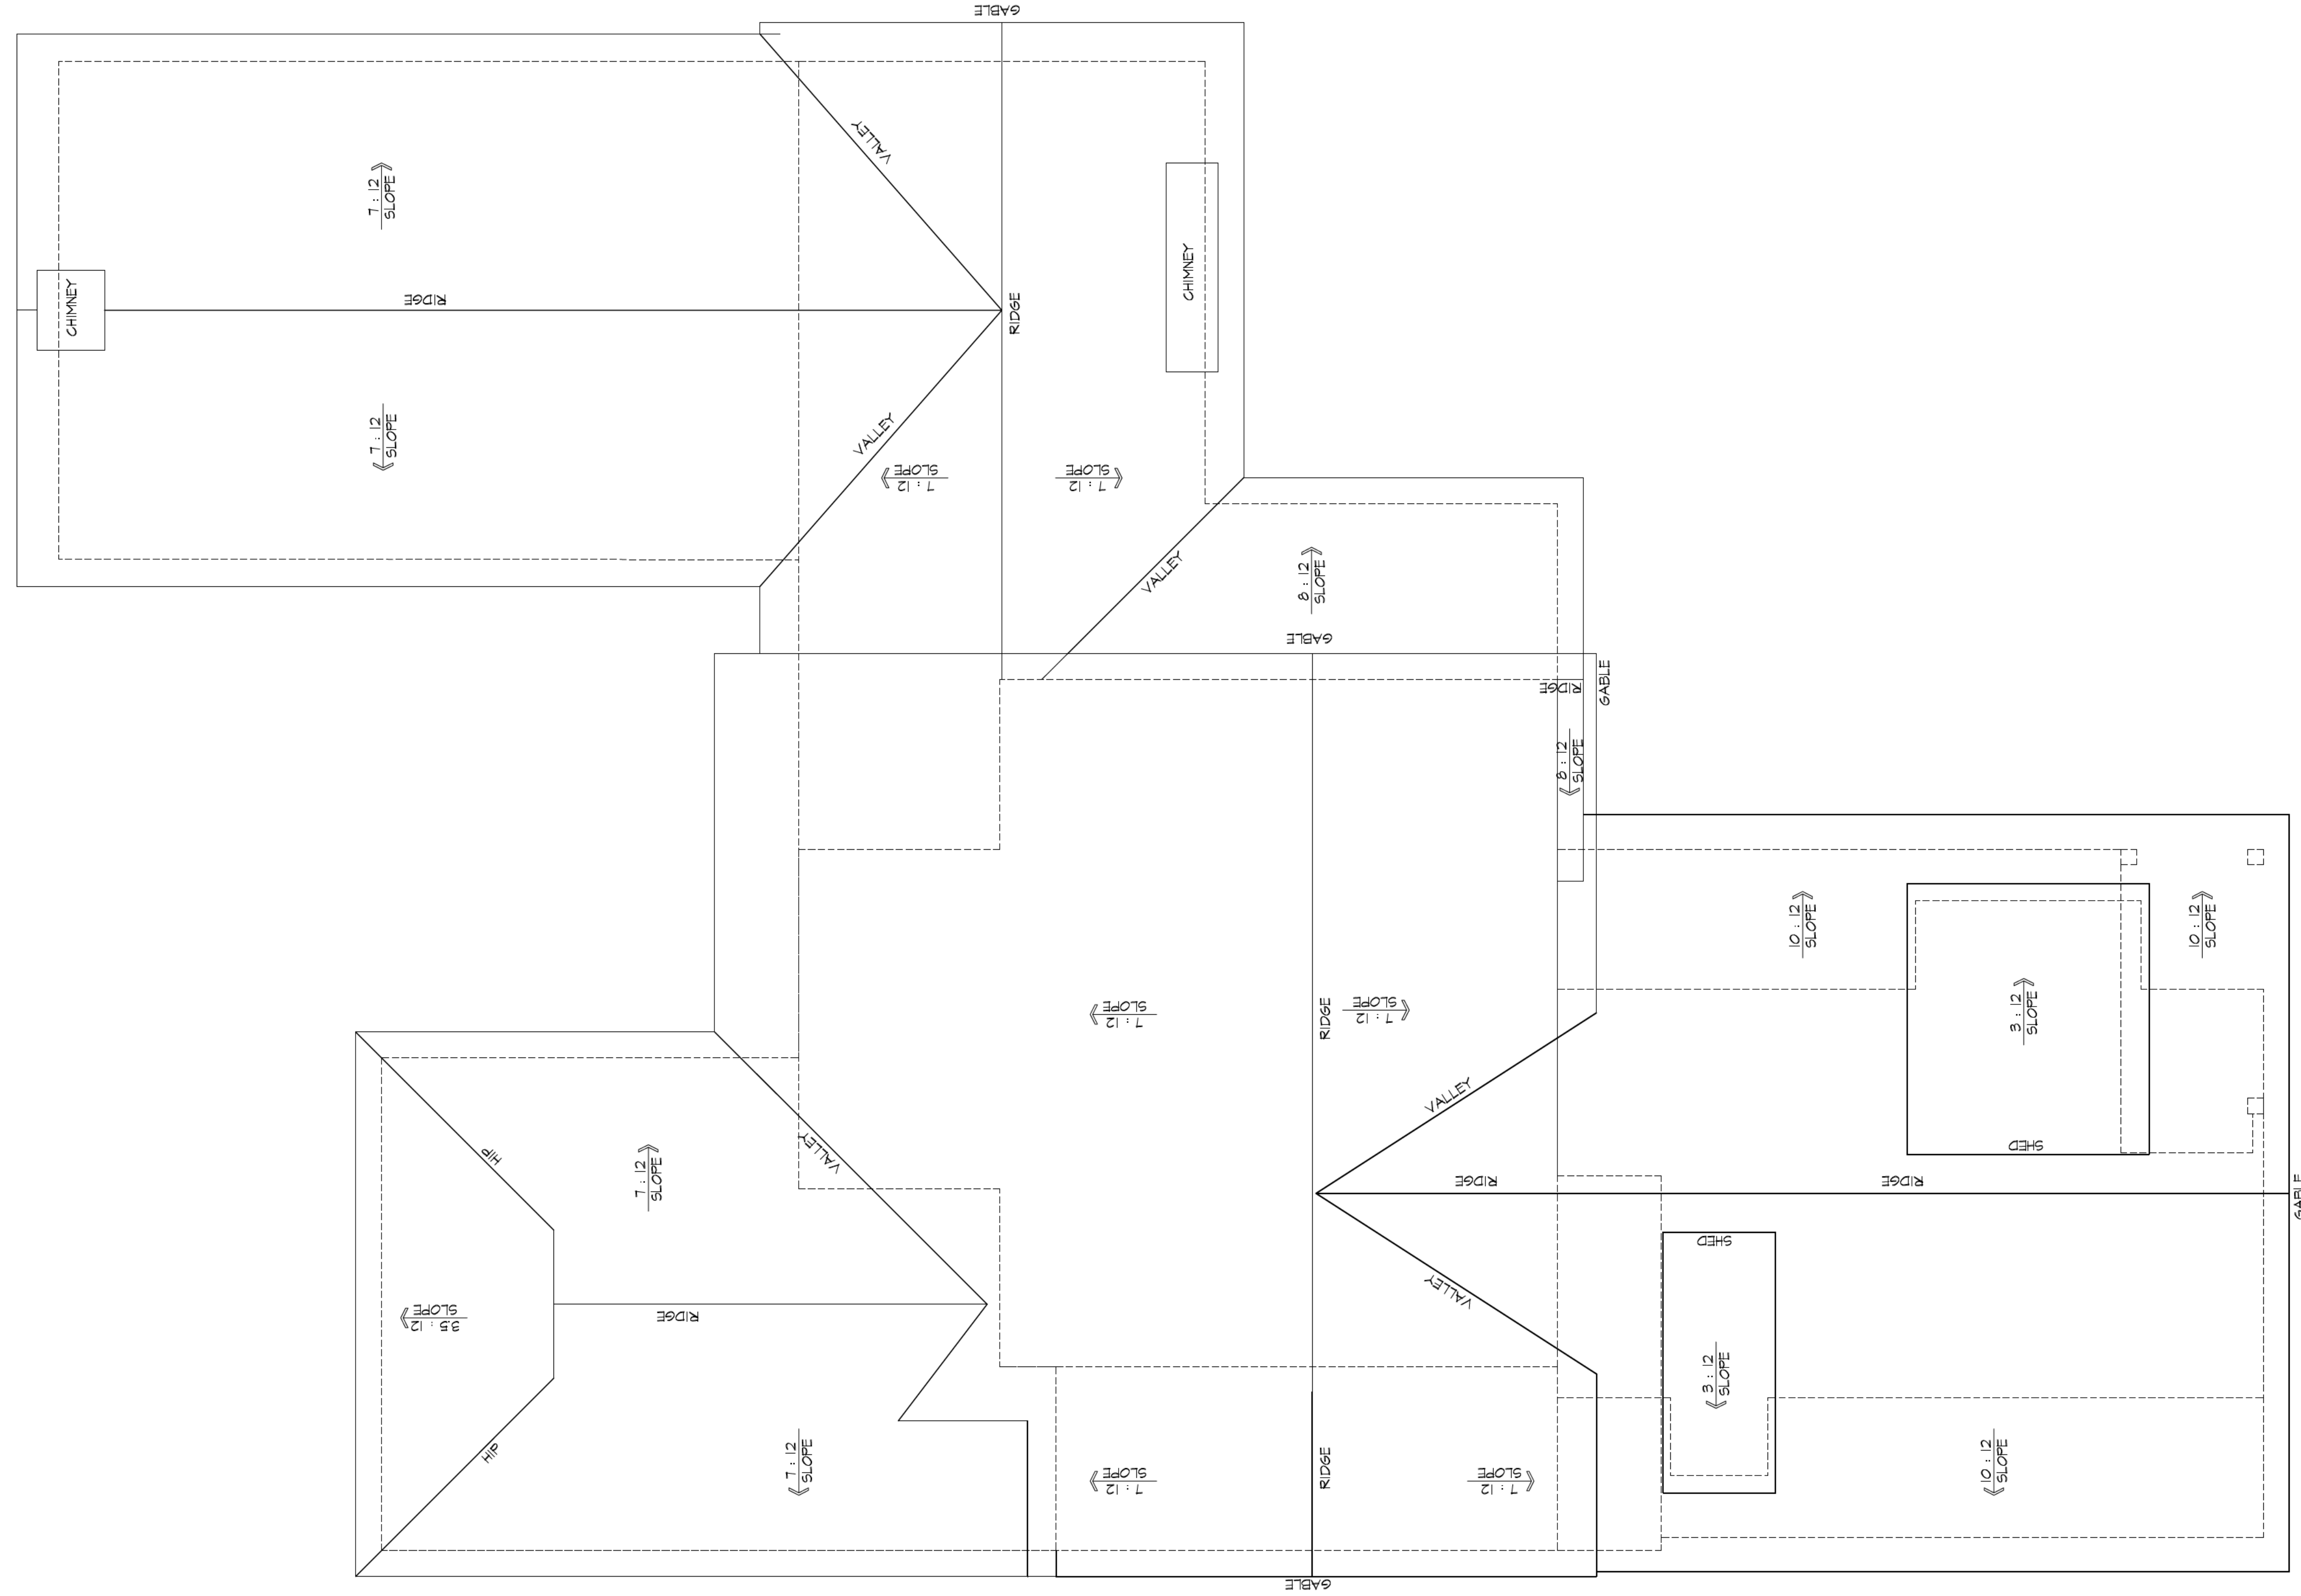 GABLE
VALLEY
7 : 12
SLOPE
CHIMNEY
RIDGE
RIDGE
CHIMNEY
7 : 12
SLOPE
VALLEY
SLOPE
7 : 12
SLOPE
7 : 12
VALLEY
8 : 12
SLOPE
GABLE
RIDGE
GABLE
8 : 12
SLOPE
10 : 12
SLOPE
10 : 12
SLOPE
3 : 12
SLOPE
SLOPE
7 : 12
RIDGE
SLOPE
7 : 12
VALLEY
HIP
7 : 12
SLOPE
VALLEY
SHED
RIDGE
RIDGE
GABLE
SHED
VALLEY
SLOPE
3.5 : 12
RIDGE
3 : 12
SLOPE
HIP
7 : 12
SLOPE
SLOPE
7 : 12
RIDGE
SLOPE
7 : 12
10 : 12
SLOPE
GABLE